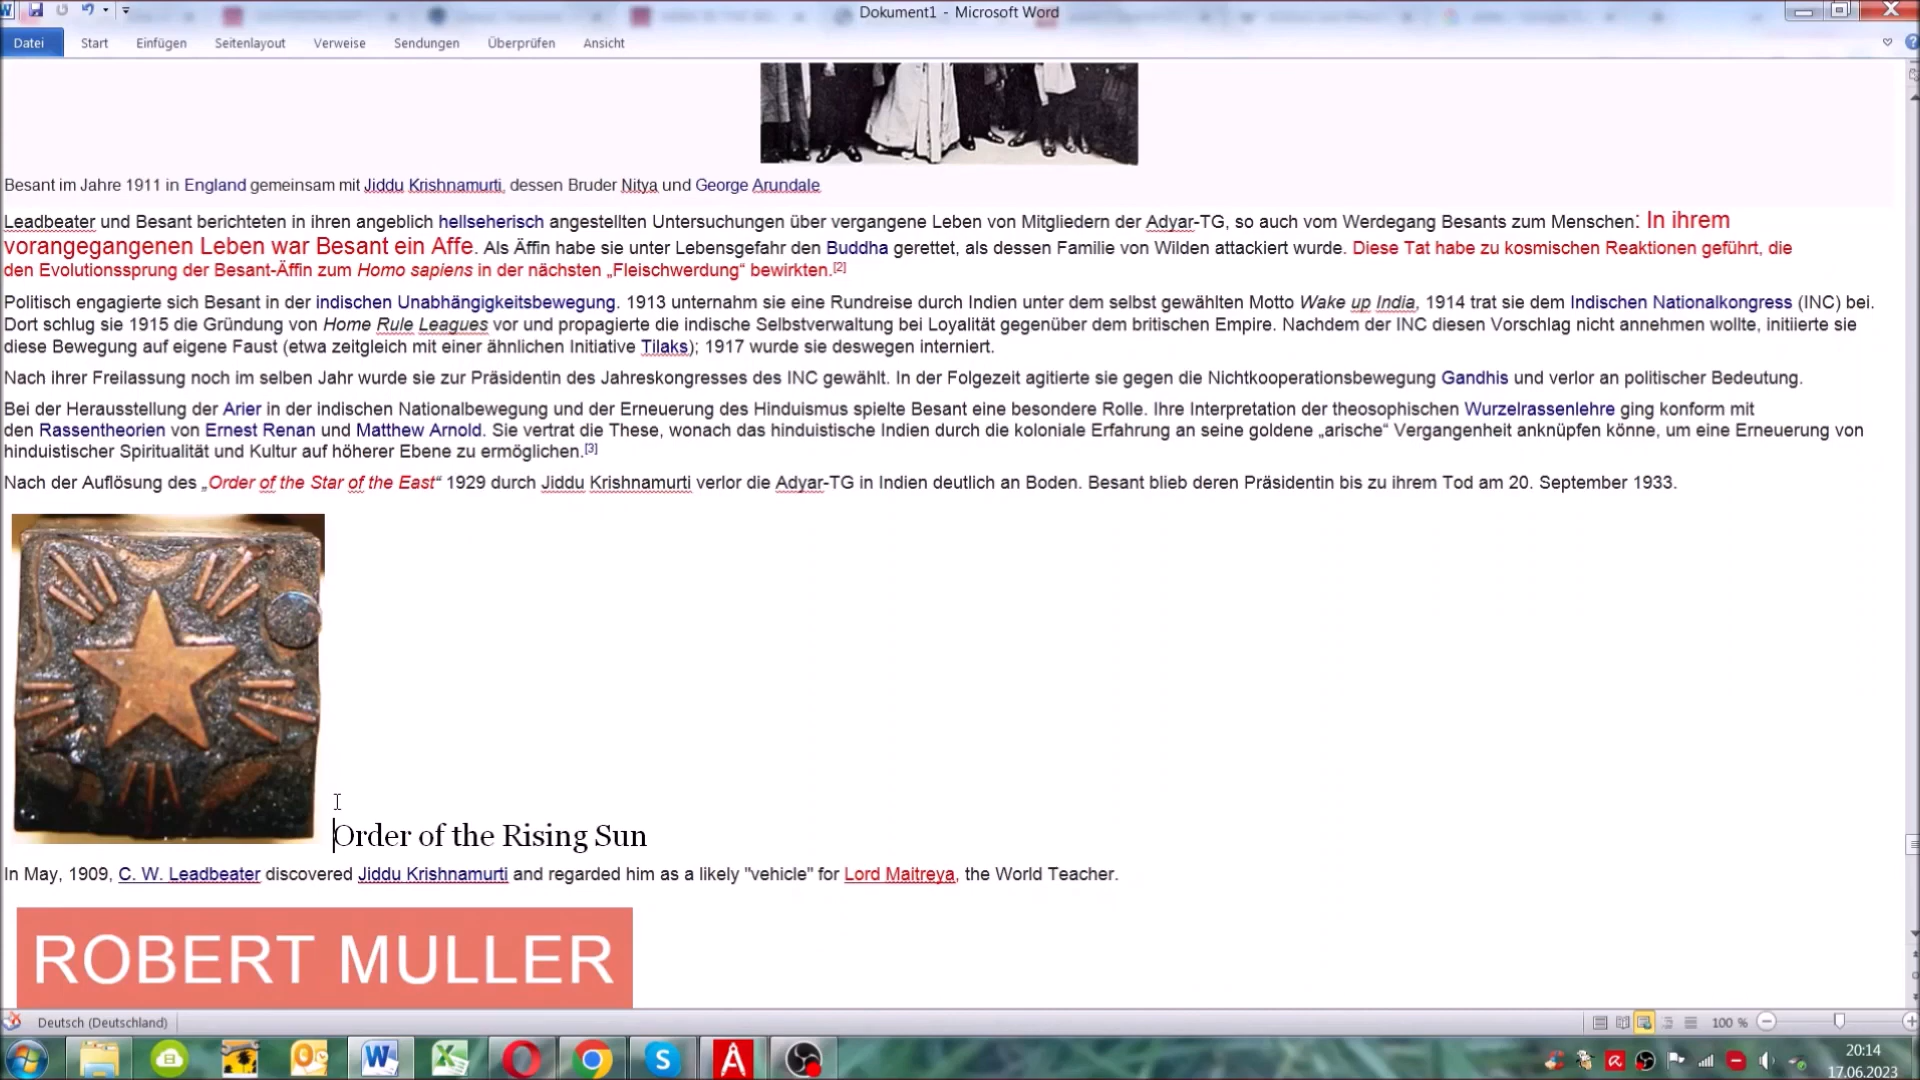 Dokument1 - Microsoft Word
Datei Start Einfügen Seitenlayout Verweise Sendungen Überprüfen Ansicht
Besant im Jahre 1911 in England gemeinsam mit Jiddu Krishnamurti, dessen Bruder Nitya und George Arundale
Leadbeater und Besant berichteten in ihren angeblich hellseherisch angestellten Untersuchungen über vergangene Leben von Mitgliedern der Adyar-TG, so auch vom Werdegang Besants zum Menschen: In ihrem
vorangegangenen Leben war Besant ein Affe. Als Äffin habe sie unter Lebensgefahr den Buddha gerettet, als dessen Familie von Wilden attackiert wurde. Diese Tat habe zu kosmischen Reaktionen geführt, die
den Evolutionssprung der Besant-Äffin zum Homo sapiens in der nächsten „Fleischwerdung“ bewirkten.[2]
Politisch engagierte sich Besant in der indischen Unabhängigkeitsbewegung. 1913 unternahm sie eine Rundreise durch Indien unter dem selbst gewählten Motto Wake up India, 1914 trat sie dem Indischen Nationalkongress (INC) bei.
Dort schlug sie 1915 die Gründung von Home Rule Leagues vor und propagierte die indische Selbstverwaltung bei Loyalität gegenüber dem britischen Empire. Nachdem der INC diesen Vorschlag nicht annehmen wollte, initiierte sie
diese Bewegung auf eigene Faust (etwa zeitgleich mit einer ähnlichen Initiative Tilaks); 1917 wurde sie deswegen interniert.
Nach ihrer Freilassung noch im selben Jahr wurde sie zur Präsidentin des Jahreskongresses des INC gewählt. In der Folgezeit agitierte sie gegen die Nichtkooperationsbewegung Gandhis und verlor an politischer Bedeutung.
Bei der Herausstellung der Arier in der indischen Nationalbewegung und der Erneuerung des Hinduismus spielte Besant eine besondere Rolle. Ihre Interpretation der theosophischen Wurzelrassenlehre ging konform mit
den Rassentheorien von Ernest Renan und Matthew Arnold. Sie vertrat die These, wonach das hinduistische Indien durch die koloniale Erfahrung an seine goldene „arische“ Vergangenheit anknüpfen könne, um eine Erneuerung von
hinduistischer Spiritualität und Kultur auf höherer Ebene zu ermöglichen.[3]
Nach der Auflösung des „Order of the Star of the East“ 1929 durch Jiddu Krishnamurti verlor die Adyar-TG in Indien deutlich an Boden. Besant blieb deren Präsidentin bis zu ihrem Tod am 20. September 1933.
Order of the Rising Sun
In May, 1909, C. W. Leadbeater discovered Jiddu Krishnamurti and regarded him as a likely "vehicle" for Lord Maitreya, the World Teacher.
ROBERT MULLER
Deutsch (Deutschland)
100 %
20:14
17.06.2023